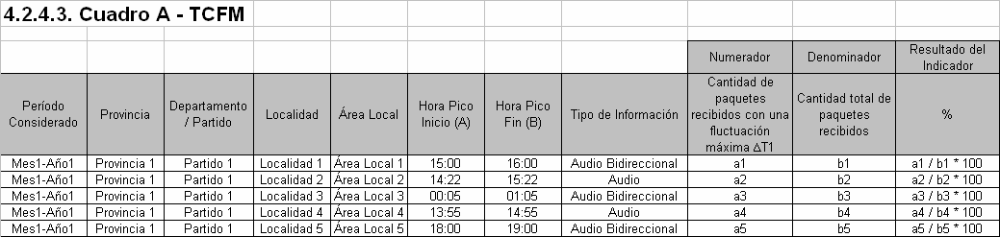 4.2.4.3. Cuadro A - TCFM
Numerador Denominador Resultado del Indicador
Período Considerado Provincia Departamento / Partido Localidad Área Local Hora Pico Inicio (A) Hora Pico Fin (B) Tipo de Información Cantidad de paquetes recibidos con una fluctuación máxima ΔT1 Cantidad total de paquetes recibidos %
Mes1-Año1 Provincia 1 Partido 1 Localidad 1 Área Local 1 15:00 16:00 Audio Bidireccional a1 b1 a1 / b1 * 100
Mes1-Año1 Provincia 1 Partido 1 Localidad 2 Área Local 2 14:22 15:22 Audio a2 b2 a2 / b2 * 100
Mes1-Año1 Provincia 1 Partido 1 Localidad 3 Área Local 3 00:05 01:05 Audio Bidireccional a3 b3 a3 / b3 * 100
Mes1-Año1 Provincia 1 Partido 1 Localidad 4 Área Local 4 13:55 14:55 Audio a4 b4 a4 / b4 * 100
Mes1-Año1 Provincia 1 Partido 1 Localidad 5 Área Local 5 18:00 19:00 Audio Bidireccional a5 b5 a5 / b5 * 100